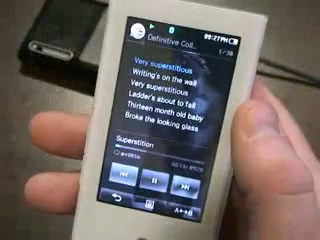 09:27PM
Definitive Coll..
1/38
Very superstitious
Writing's on the wall
Very superstitious
Ladder's about to fall
Thirteen month old baby
Broke the looking glass
Superstition
A↔B